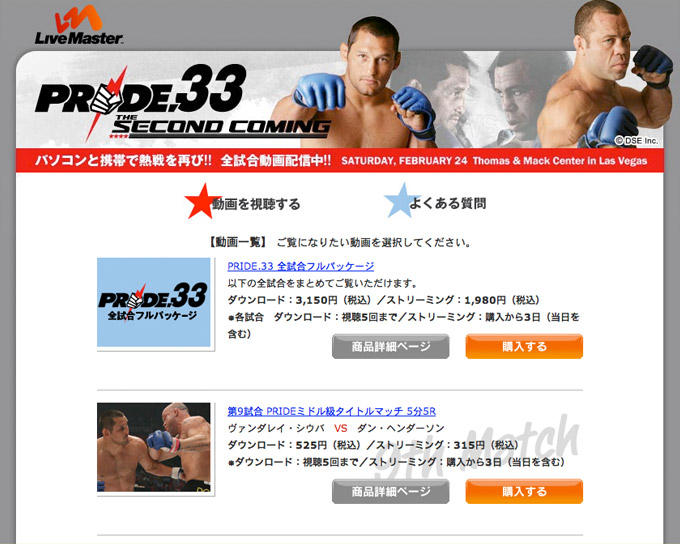 LiveMaster
PRIDE.33
THE SECOND COMING
© DSE Inc.
パソコンと携帯で熱戦を再び!! 全試合動画配信中!! SATURDAY, FEBRUARY 24 Thomas & Mack Center in Las Vegas
動画を視聴する よくある質問
【動画一覧】 ご覧になりたい動画を選択してください。
PRIDE.33
全試合フルパッケージ
PRIDE.33 全試合フルパッケージ
以下の全試合をまとめてご覧いただけます。
ダウンロード：3,150円（税込）／ストリーミング：1,980円（税込）
※各試合 ダウンロード：視聴5回まで／ストリーミング：購入から3日（当日を
含む）
商品詳細ページ 購入する
第9試合 PRIDEミドル級タイトルマッチ 5分5R
ヴァンダレイ・シウバ VS ダン・ヘンダーソン
ダウンロード：525円（税込）／ストリーミング：315円（税込）
※ダウンロード：視聴5回まで／ストリーミング：購入から3日（当日を含む）
9th Match
商品詳細ページ 購入する